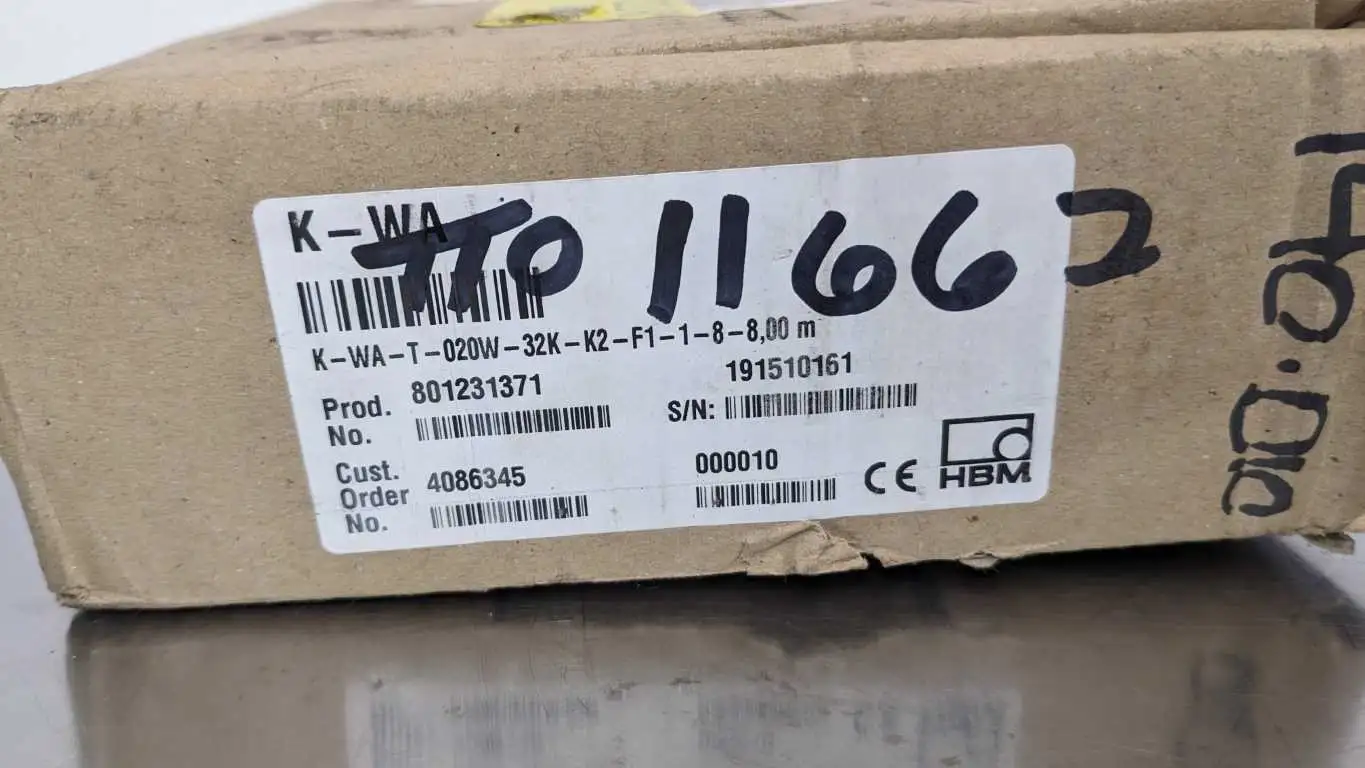 K-WA
TTO 11662
K-WA-T-020W-32K-K2-F1-1-8-8,00 m
Prod. No. 801231371
S/N: 191510161
Cust. Order No. 4086345
000010
CE
HBM